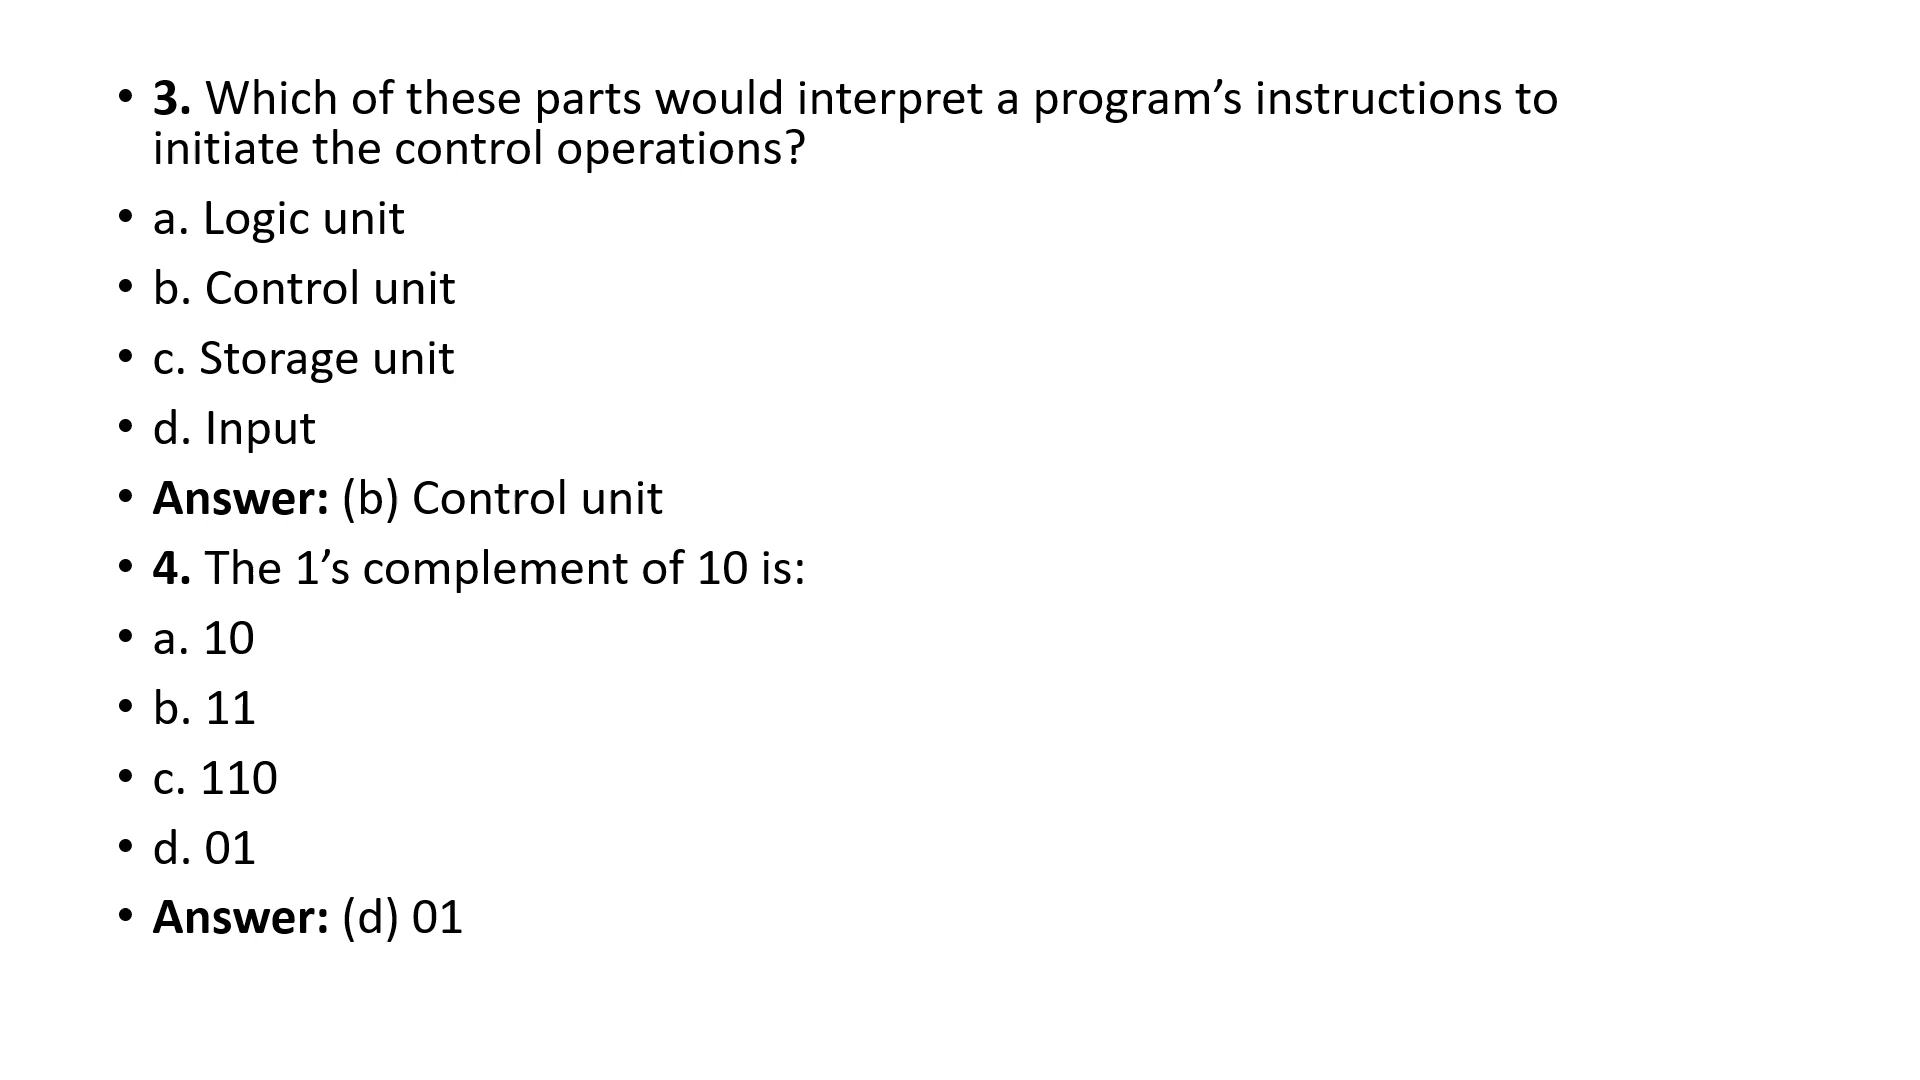 • 3. Which of these parts would interpret a program’s instructions to
initiate the control operations?
• a. Logic unit
• b. Control unit
• c. Storage unit
• d. Input
• Answer: (b) Control unit
• 4. The 1’s complement of 10 is:
• a. 10
• b. 11
• c. 110
• d. 01
• Answer: (d) 01